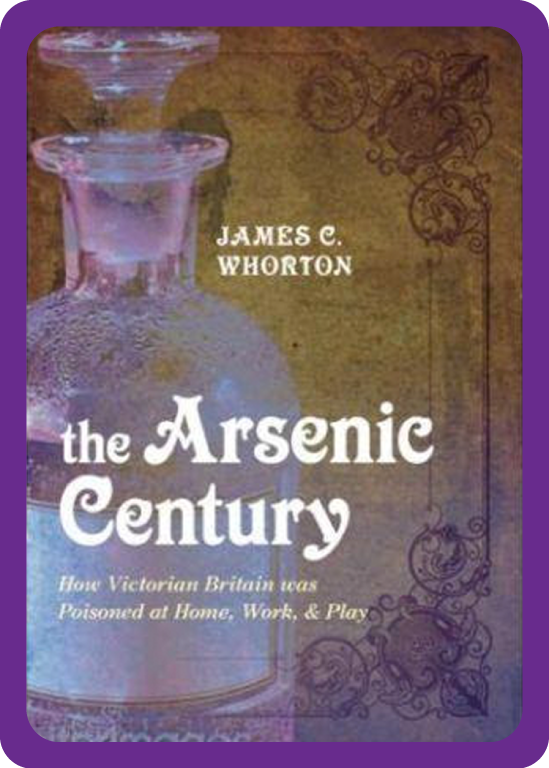 JAMES C.
WHORTON
the Arsenic
Century
How Victorian Britain was
Poisoned at Home, Work, & Play